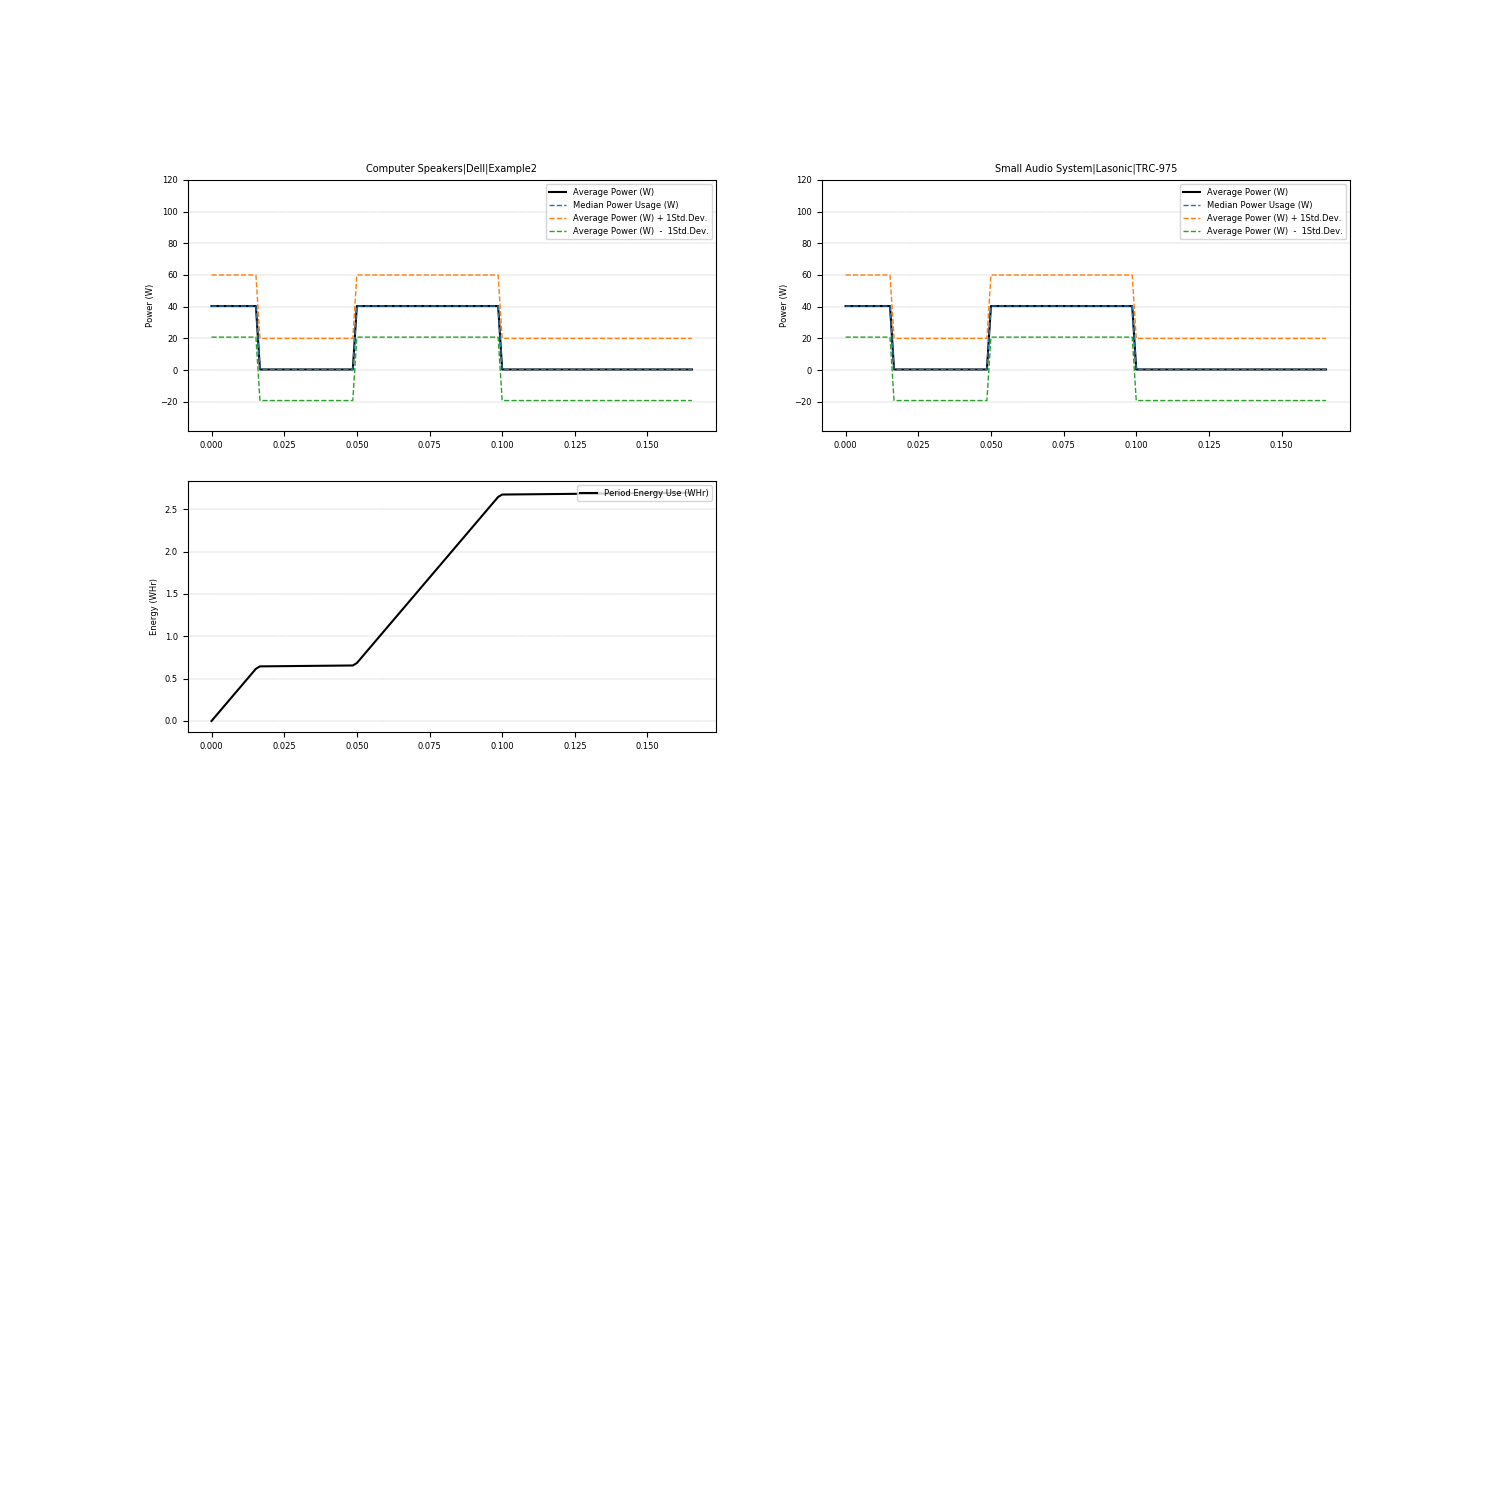 Computer Speakers|Dell|Example2
120
100
80
60
40
20
0
−20
Power (W)
Average Power (W)
Median Power Usage (W)
Average Power (W) + 1Std.Dev.
Average Power (W)  -  1Std.Dev.
0.000 0.025 0.050 0.075 0.100 0.125 0.150
Small Audio System|Lasonic|TRC-975
120
100
80
60
40
20
0
−20
Power (W)
Average Power (W)
Median Power Usage (W)
Average Power (W) + 1Std.Dev.
Average Power (W)  -  1Std.Dev.
0.000 0.025 0.050 0.075 0.100 0.125 0.150
2.5
2.0
1.5
1.0
0.5
0.0
Energy (WHr)
Period Energy Use (WHr)
0.000 0.025 0.050 0.075 0.100 0.125 0.150